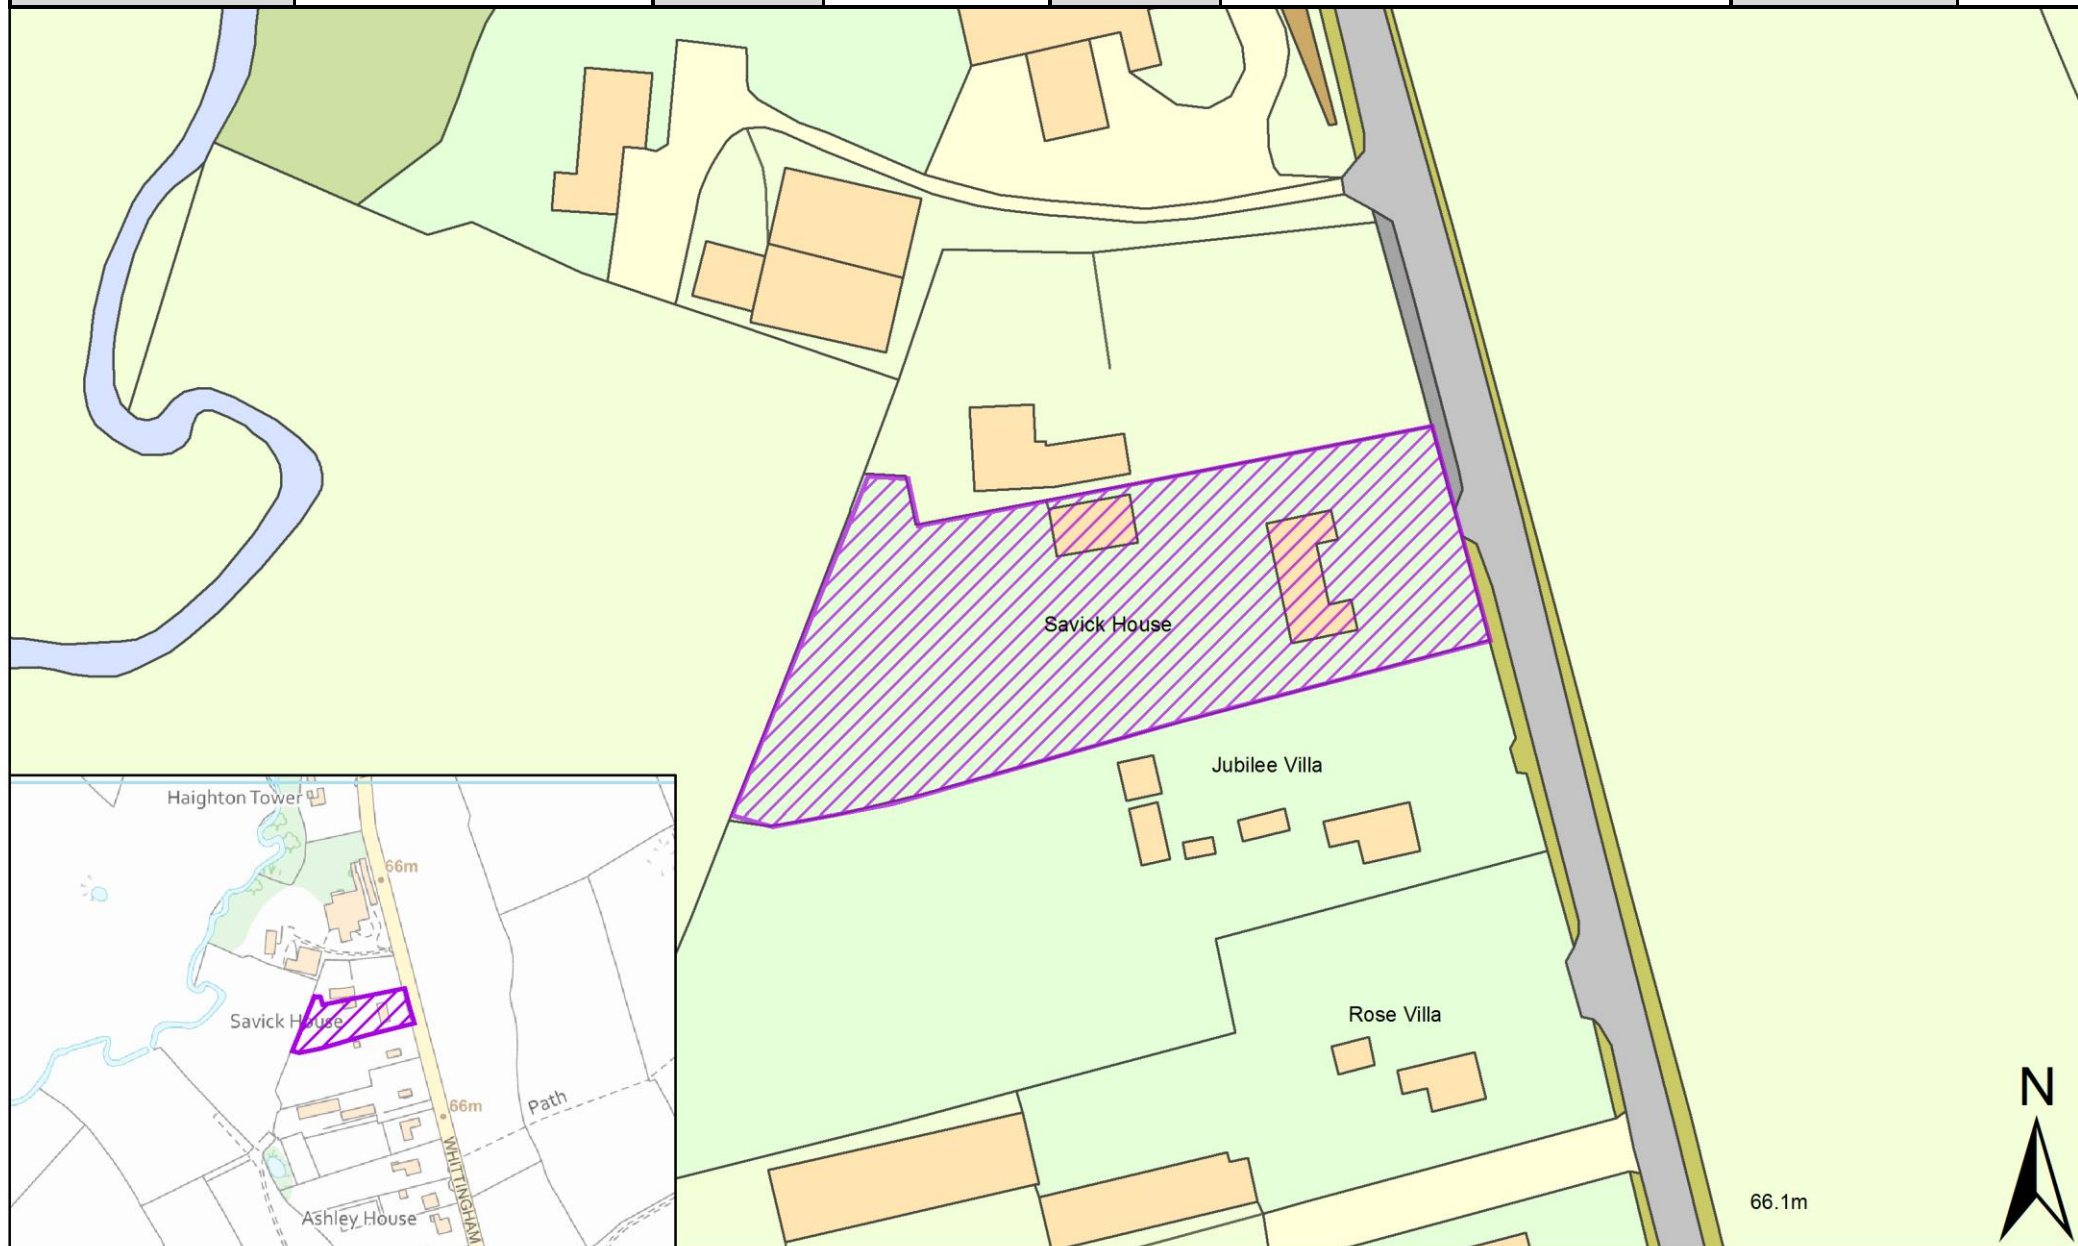 Savick House
Jubilee Villa
Rose Villa
66.1m
N
Haighton Tower
66m
Savick House
66m
Path
WHITTINGHAM
Ashley House